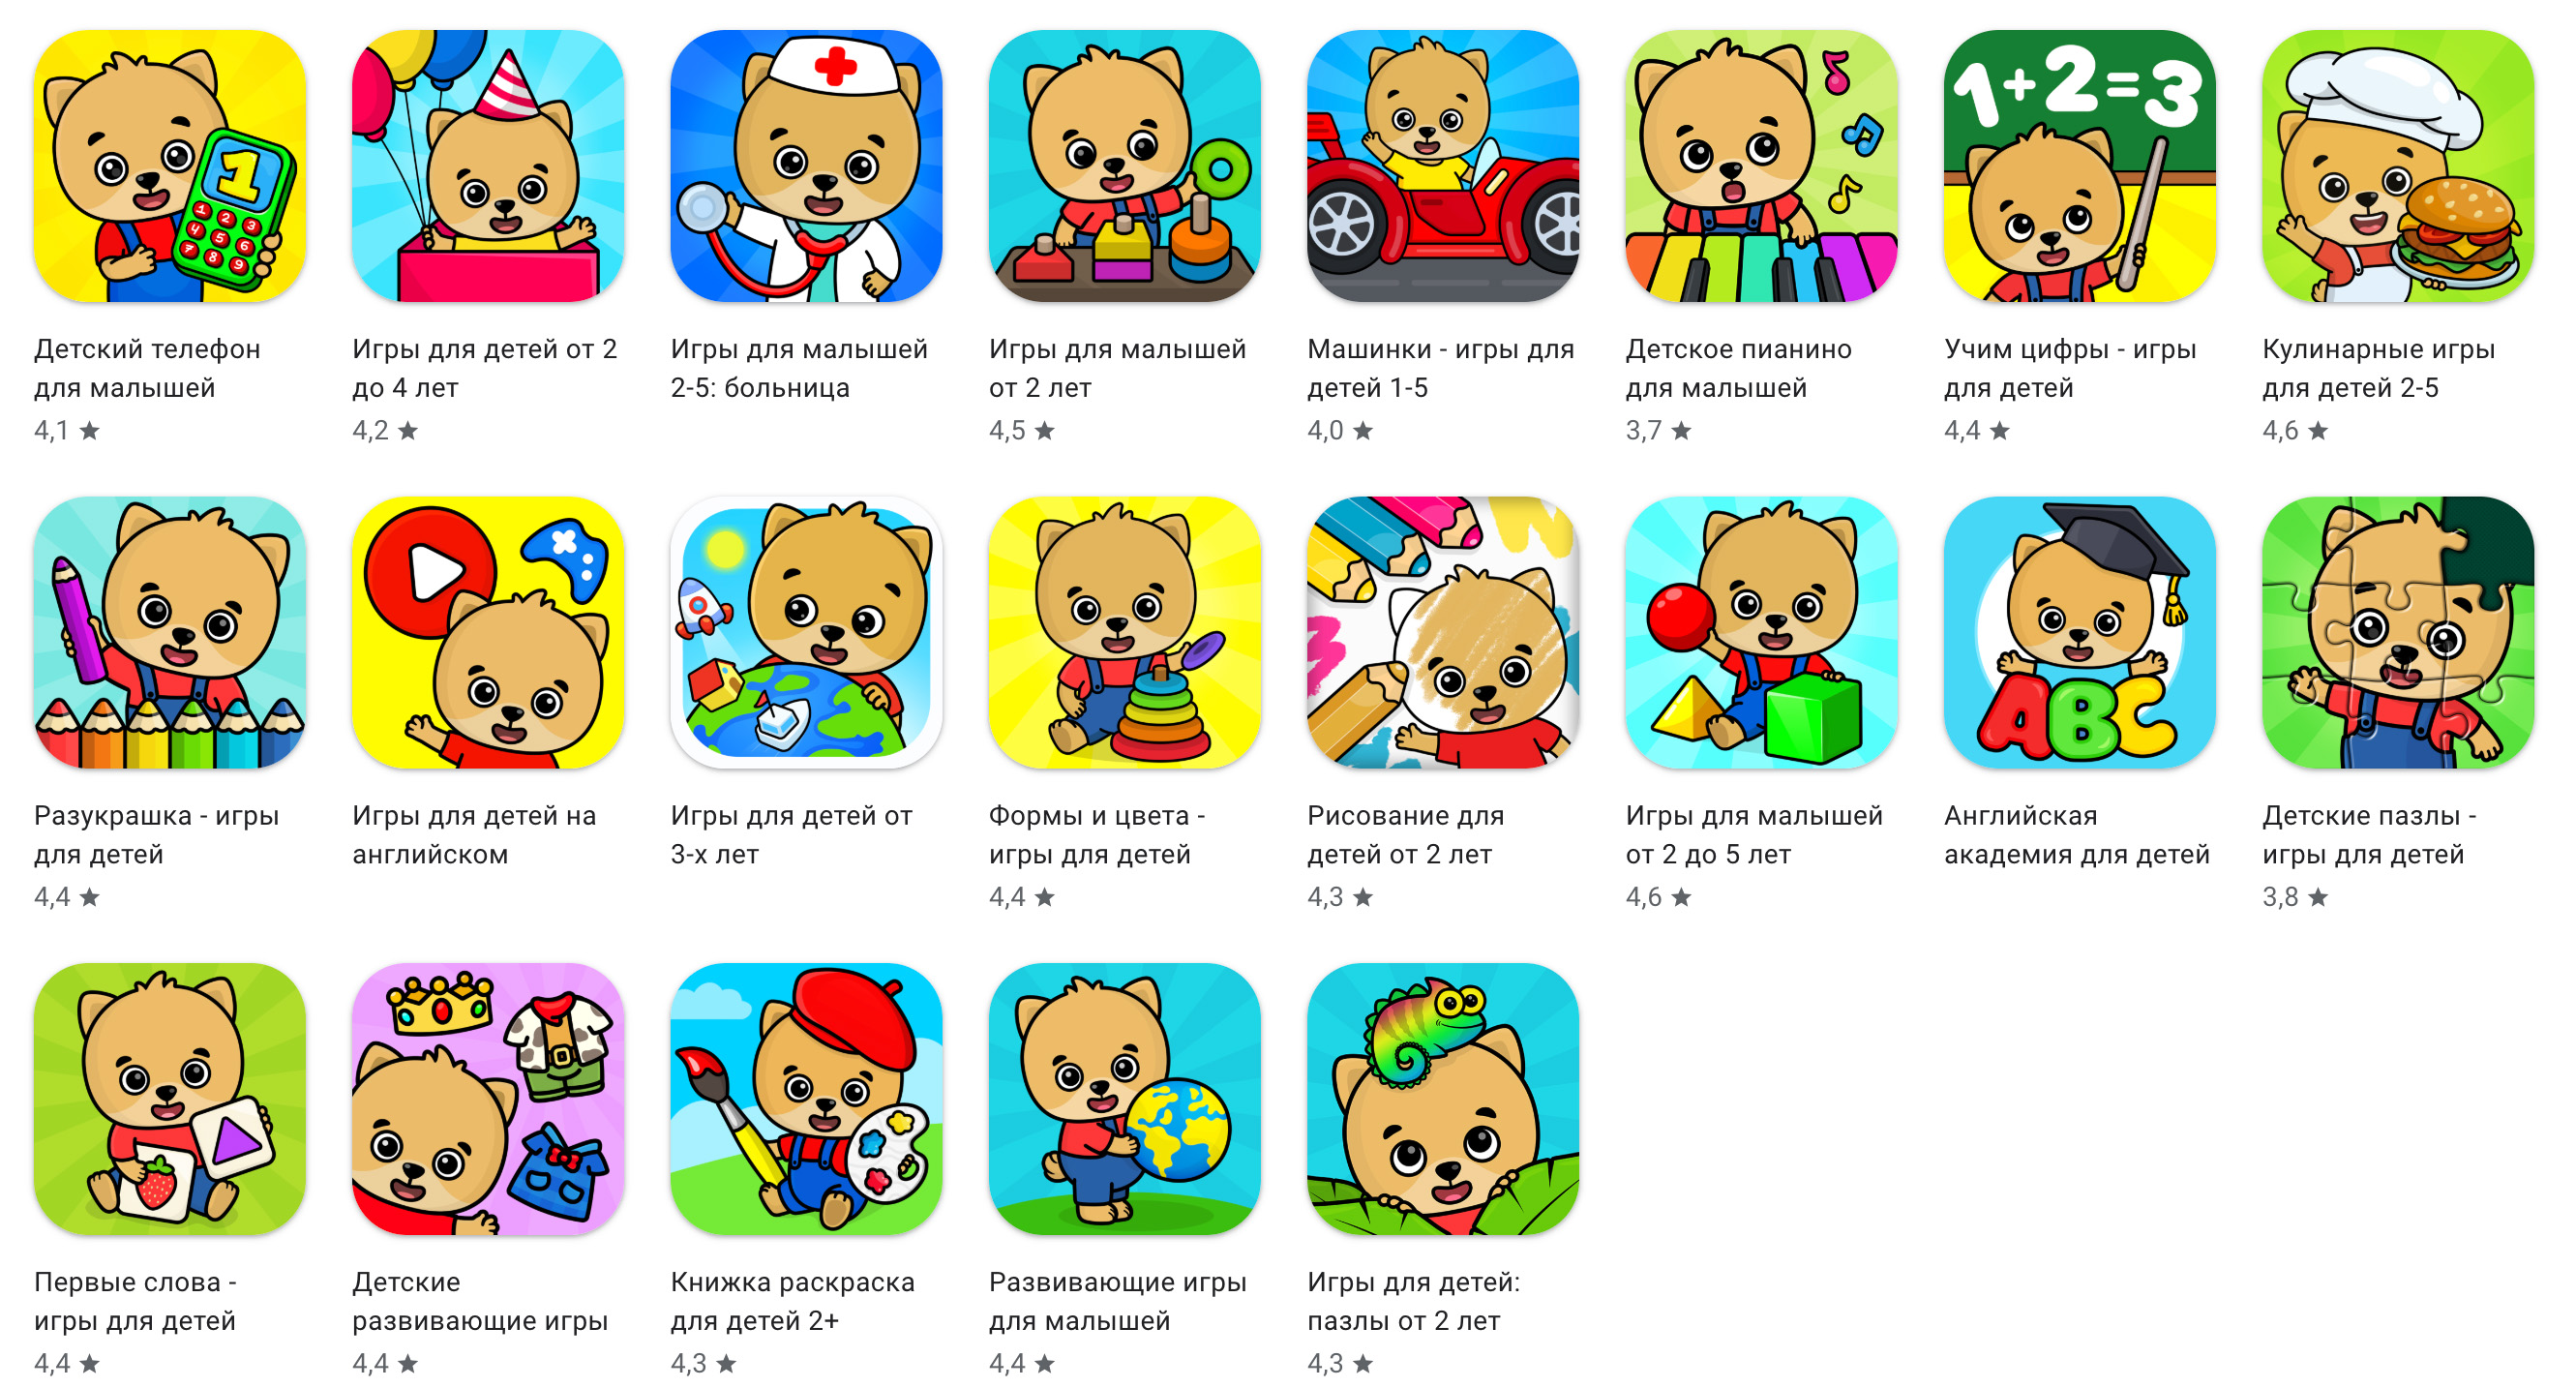 1
1 2 3
4 5 6
7 8 9
1+2=3
Детский телефон
для малышей
4,1 ★
Игры для детей от 2
до 4 лет
4,2 ★
Игры для малышей
2-5: больница
Игры для малышей
от 2 лет
4,5 ★
Машинки - игры для
детей 1-5
4,0 ★
Детское пианино
для малышей
3,7 ★
Учим цифры - игры
для детей
4,4 ★
Кулинарные игры
для детей 2-5
4,6 ★
ABC
Разукрашка - игры
для детей
4,4 ★
Игры для детей на
английском
Игры для детей от
3-х лет
Формы и цвета -
игры для детей
4,4 ★
Рисование для
детей от 2 лет
4,3 ★
Игры для малышей
от 2 до 5 лет
4,6 ★
Английская
академия для детей
Детские пазлы -
игры для детей
3,8 ★
Первые слова -
игры для детей
4,4 ★
Детские
развивающие игры
4,4 ★
Книжка раскраска
для детей 2+
4,3 ★
Развивающие игры
для малышей
4,4 ★
Игры для детей:
пазлы от 2 лет
4,3 ★